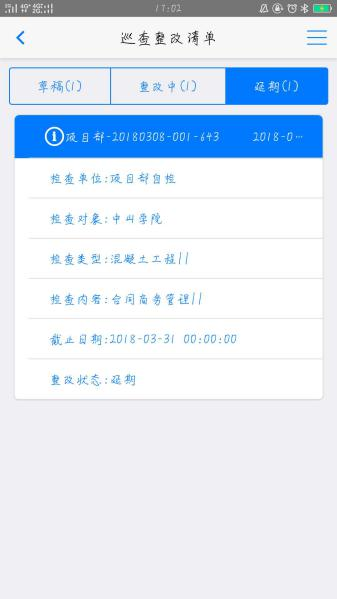 17:02
巡查整改清单
草稿(1) 整改中(1) 延期(1)
项目部-20180308-001-643 2018-0…
检查单位:项目部自检
检查对象:中山学院
检查类型:混凝土工程||
检查内容:合同商务管理||
截止日期:2018-03-31 00:00:00
整改状态:延期